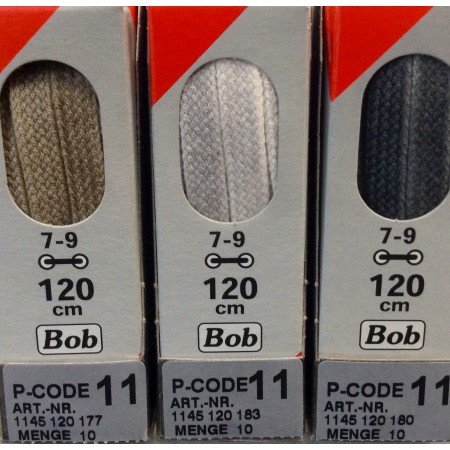 7-9
120
cm
Bob
P-CODE 11
ART.-NR.
1145 120 177
MENGE 10
7-9
120
cm
Bob
P-CODE 11
ART.-NR.
1145 120 183
MENGE 10
7-9
120
cm
Bob
P-CODE 11
ART.-NR.
1145 120 180
MENGE 10